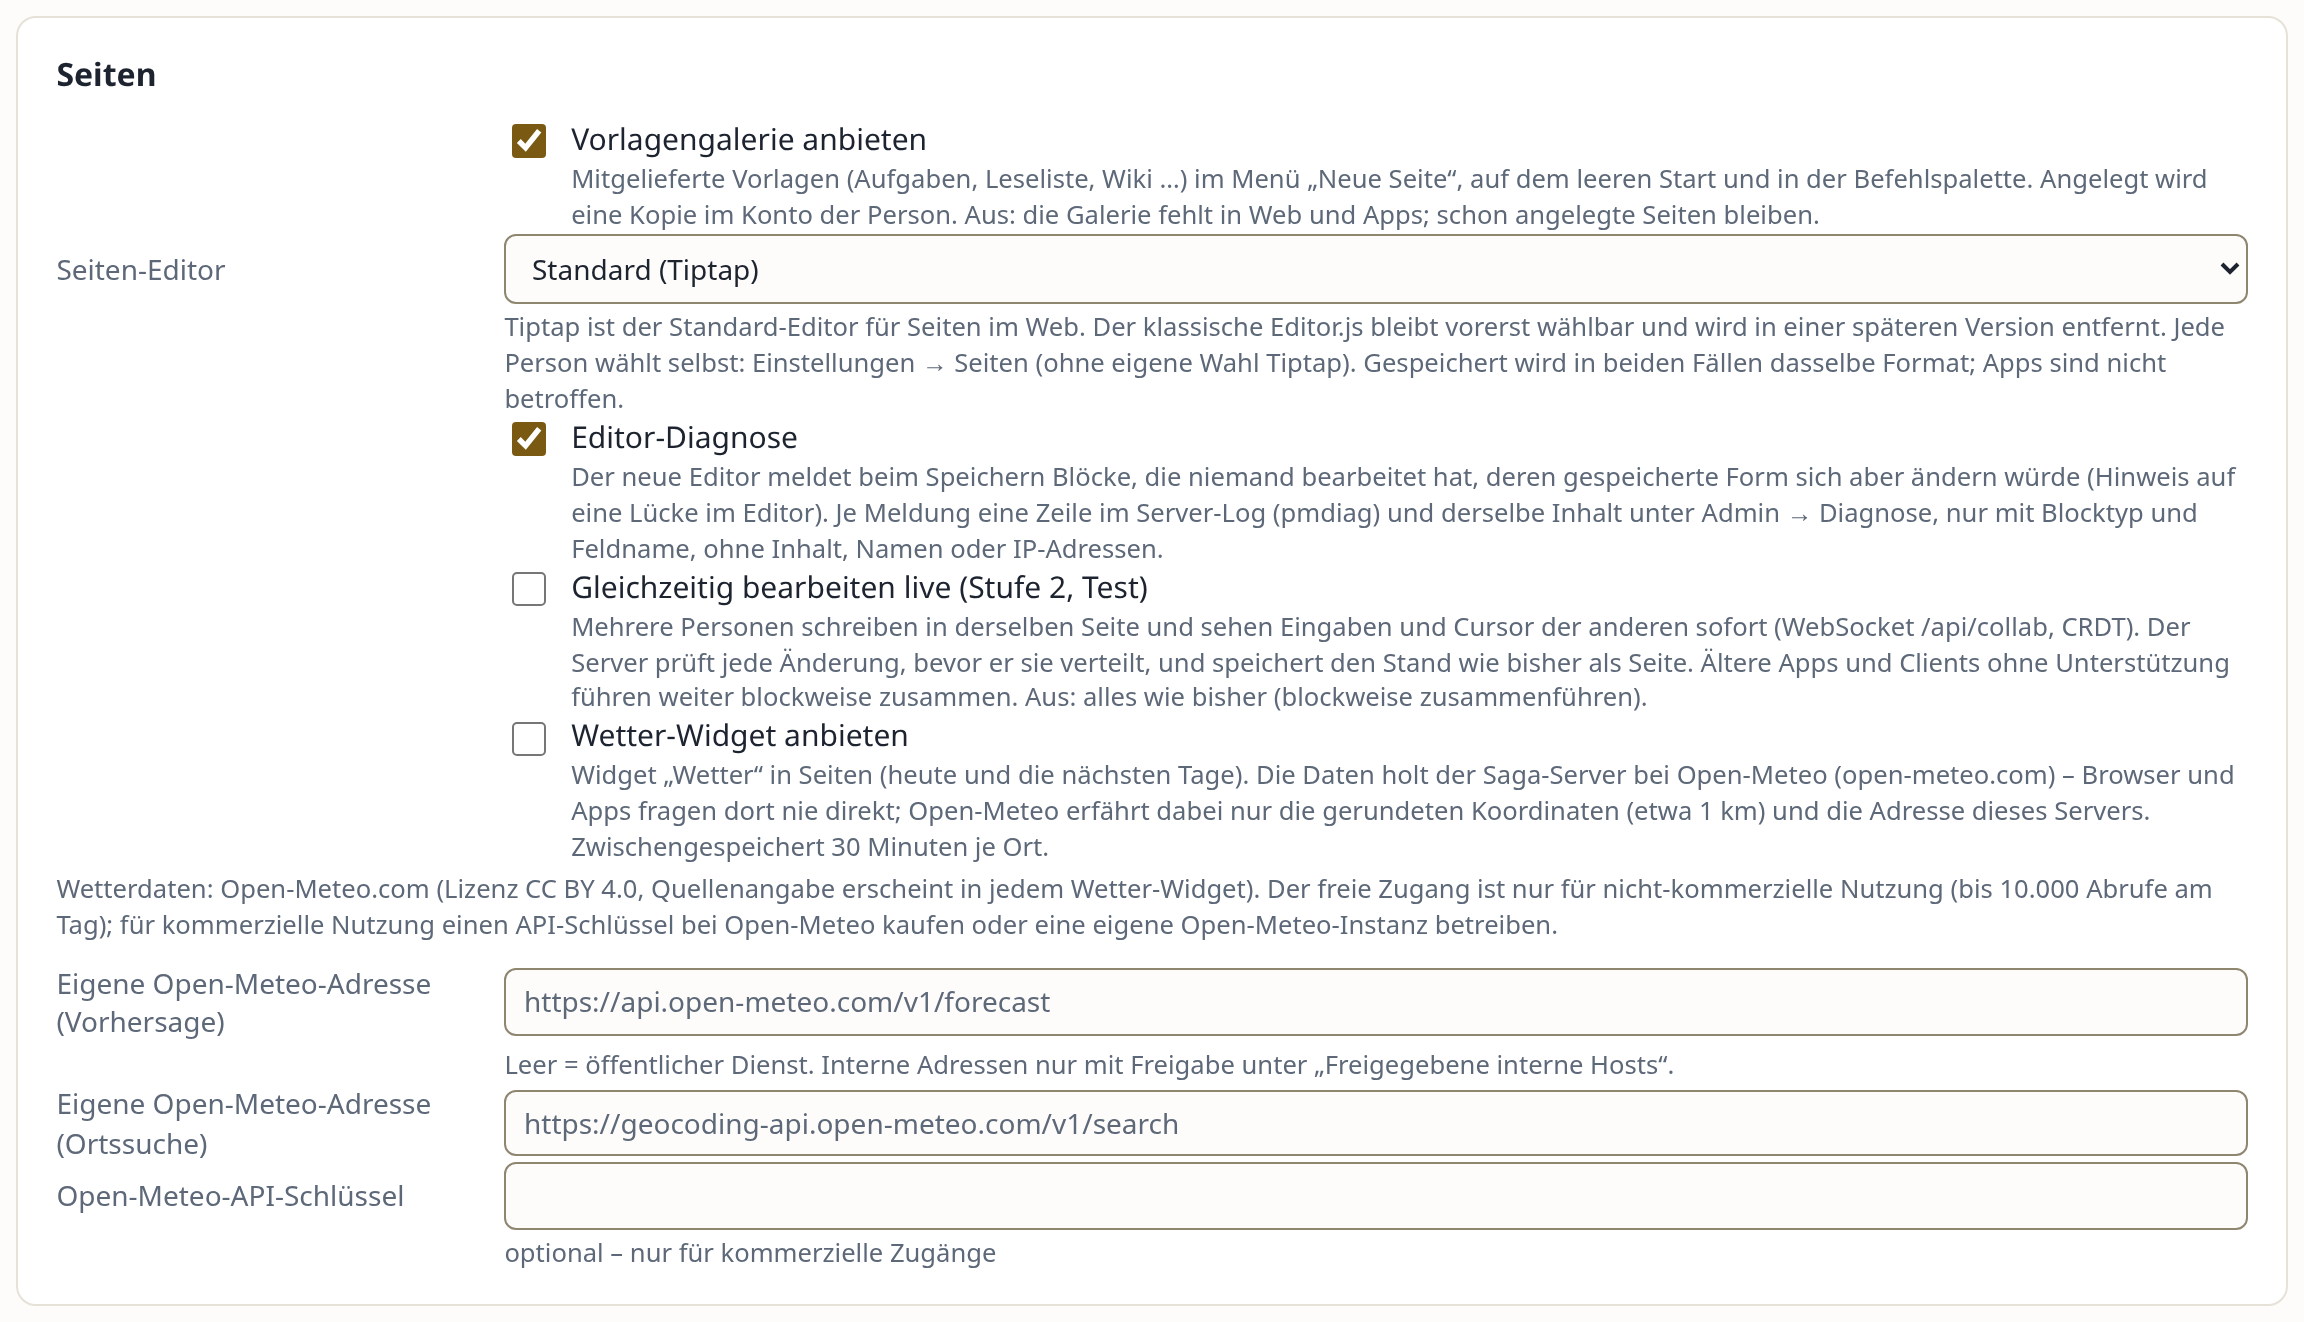 Seiten
Vorlagengalerie anbieten
Mitgelieferte Vorlagen (Aufgaben, Leseliste, Wiki …) im Menü „Neue Seite“, auf dem leeren Start und in der Befehlspalette. Angelegt wird
eine Kopie im Konto der Person. Aus: die Galerie fehlt in Web und Apps; schon angelegte Seiten bleiben.
Seiten-Editor
Standard (Tiptap)
Tiptap ist der Standard-Editor für Seiten im Web. Der klassische Editor.js bleibt vorerst wählbar und wird in einer späteren Version entfernt. Jede
Person wählt selbst: Einstellungen → Seiten (ohne eigene Wahl Tiptap). Gespeichert wird in beiden Fällen dasselbe Format; Apps sind nicht
betroffen.
Editor-Diagnose
Der neue Editor meldet beim Speichern Blöcke, die niemand bearbeitet hat, deren gespeicherte Form sich aber ändern würde (Hinweis auf
eine Lücke im Editor). Je Meldung eine Zeile im Server-Log (pmdiag) und derselbe Inhalt unter Admin → Diagnose, nur mit Blocktyp und
Feldname, ohne Inhalt, Namen oder IP-Adressen.
Gleichzeitig bearbeiten live (Stufe 2, Test)
Mehrere Personen schreiben in derselben Seite und sehen Eingaben und Cursor der anderen sofort (WebSocket /api/collab, CRDT). Der
Server prüft jede Änderung, bevor er sie verteilt, und speichert den Stand wie bisher als Seite. Ältere Apps und Clients ohne Unterstützung
führen weiter blockweise zusammen. Aus: alles wie bisher (blockweise zusammenführen).
Wetter-Widget anbieten
Widget „Wetter“ in Seiten (heute und die nächsten Tage). Die Daten holt der Saga-Server bei Open-Meteo (open-meteo.com) – Browser und
Apps fragen dort nie direkt; Open-Meteo erfährt dabei nur die gerundeten Koordinaten (etwa 1 km) und die Adresse dieses Servers.
Zwischengespeichert 30 Minuten je Ort.
Wetterdaten: Open-Meteo.com (Lizenz CC BY 4.0, Quellenangabe erscheint in jedem Wetter-Widget). Der freie Zugang ist nur für nicht-kommerzielle Nutzung (bis 10.000 Abrufe am
Tag); für kommerzielle Nutzung einen API-Schlüssel bei Open-Meteo kaufen oder eine eigene Open-Meteo-Instanz betreiben.
Eigene Open-Meteo-Adresse
(Vorhersage)
https://api.open-meteo.com/v1/forecast
Leer = öffentlicher Dienst. Interne Adressen nur mit Freigabe unter „Freigegebene interne Hosts“.
Eigene Open-Meteo-Adresse
(Ortssuche)
https://geocoding-api.open-meteo.com/v1/search
Open-Meteo-API-Schlüssel
optional – nur für kommerzielle Zugänge